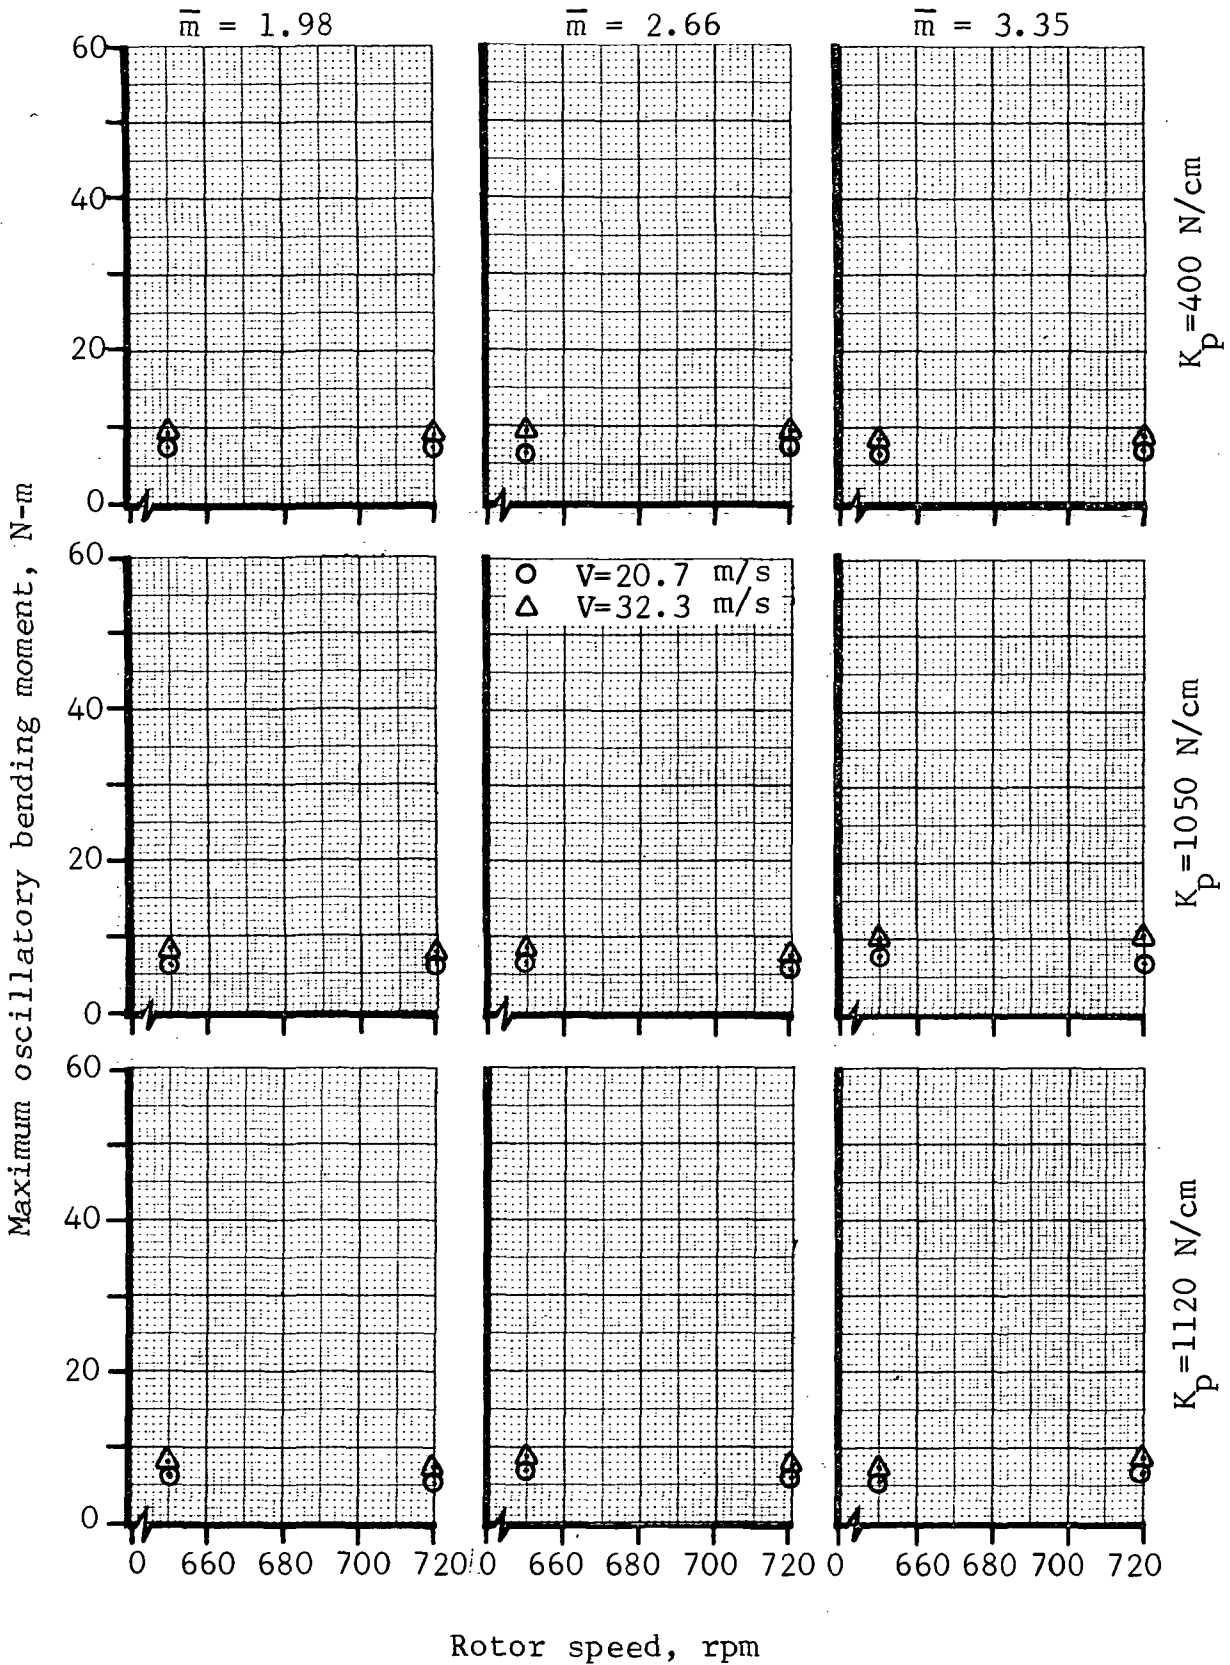 m̅ = 1.98
m̅ = 2.66
m̅ = 3.35
60
40
20
0
K_p=400 N/cm
Maximum oscillatory bending moment, N-m
60
40
20
0
○ V=20.7 m/s
△ V=32.3 m/s
K_p=1050 N/cm
60
40
20
0
K_p=1120 N/cm
0 660 680 700 720
0 660 680 700 720
0 660 680 700 720
Rotor speed, rpm